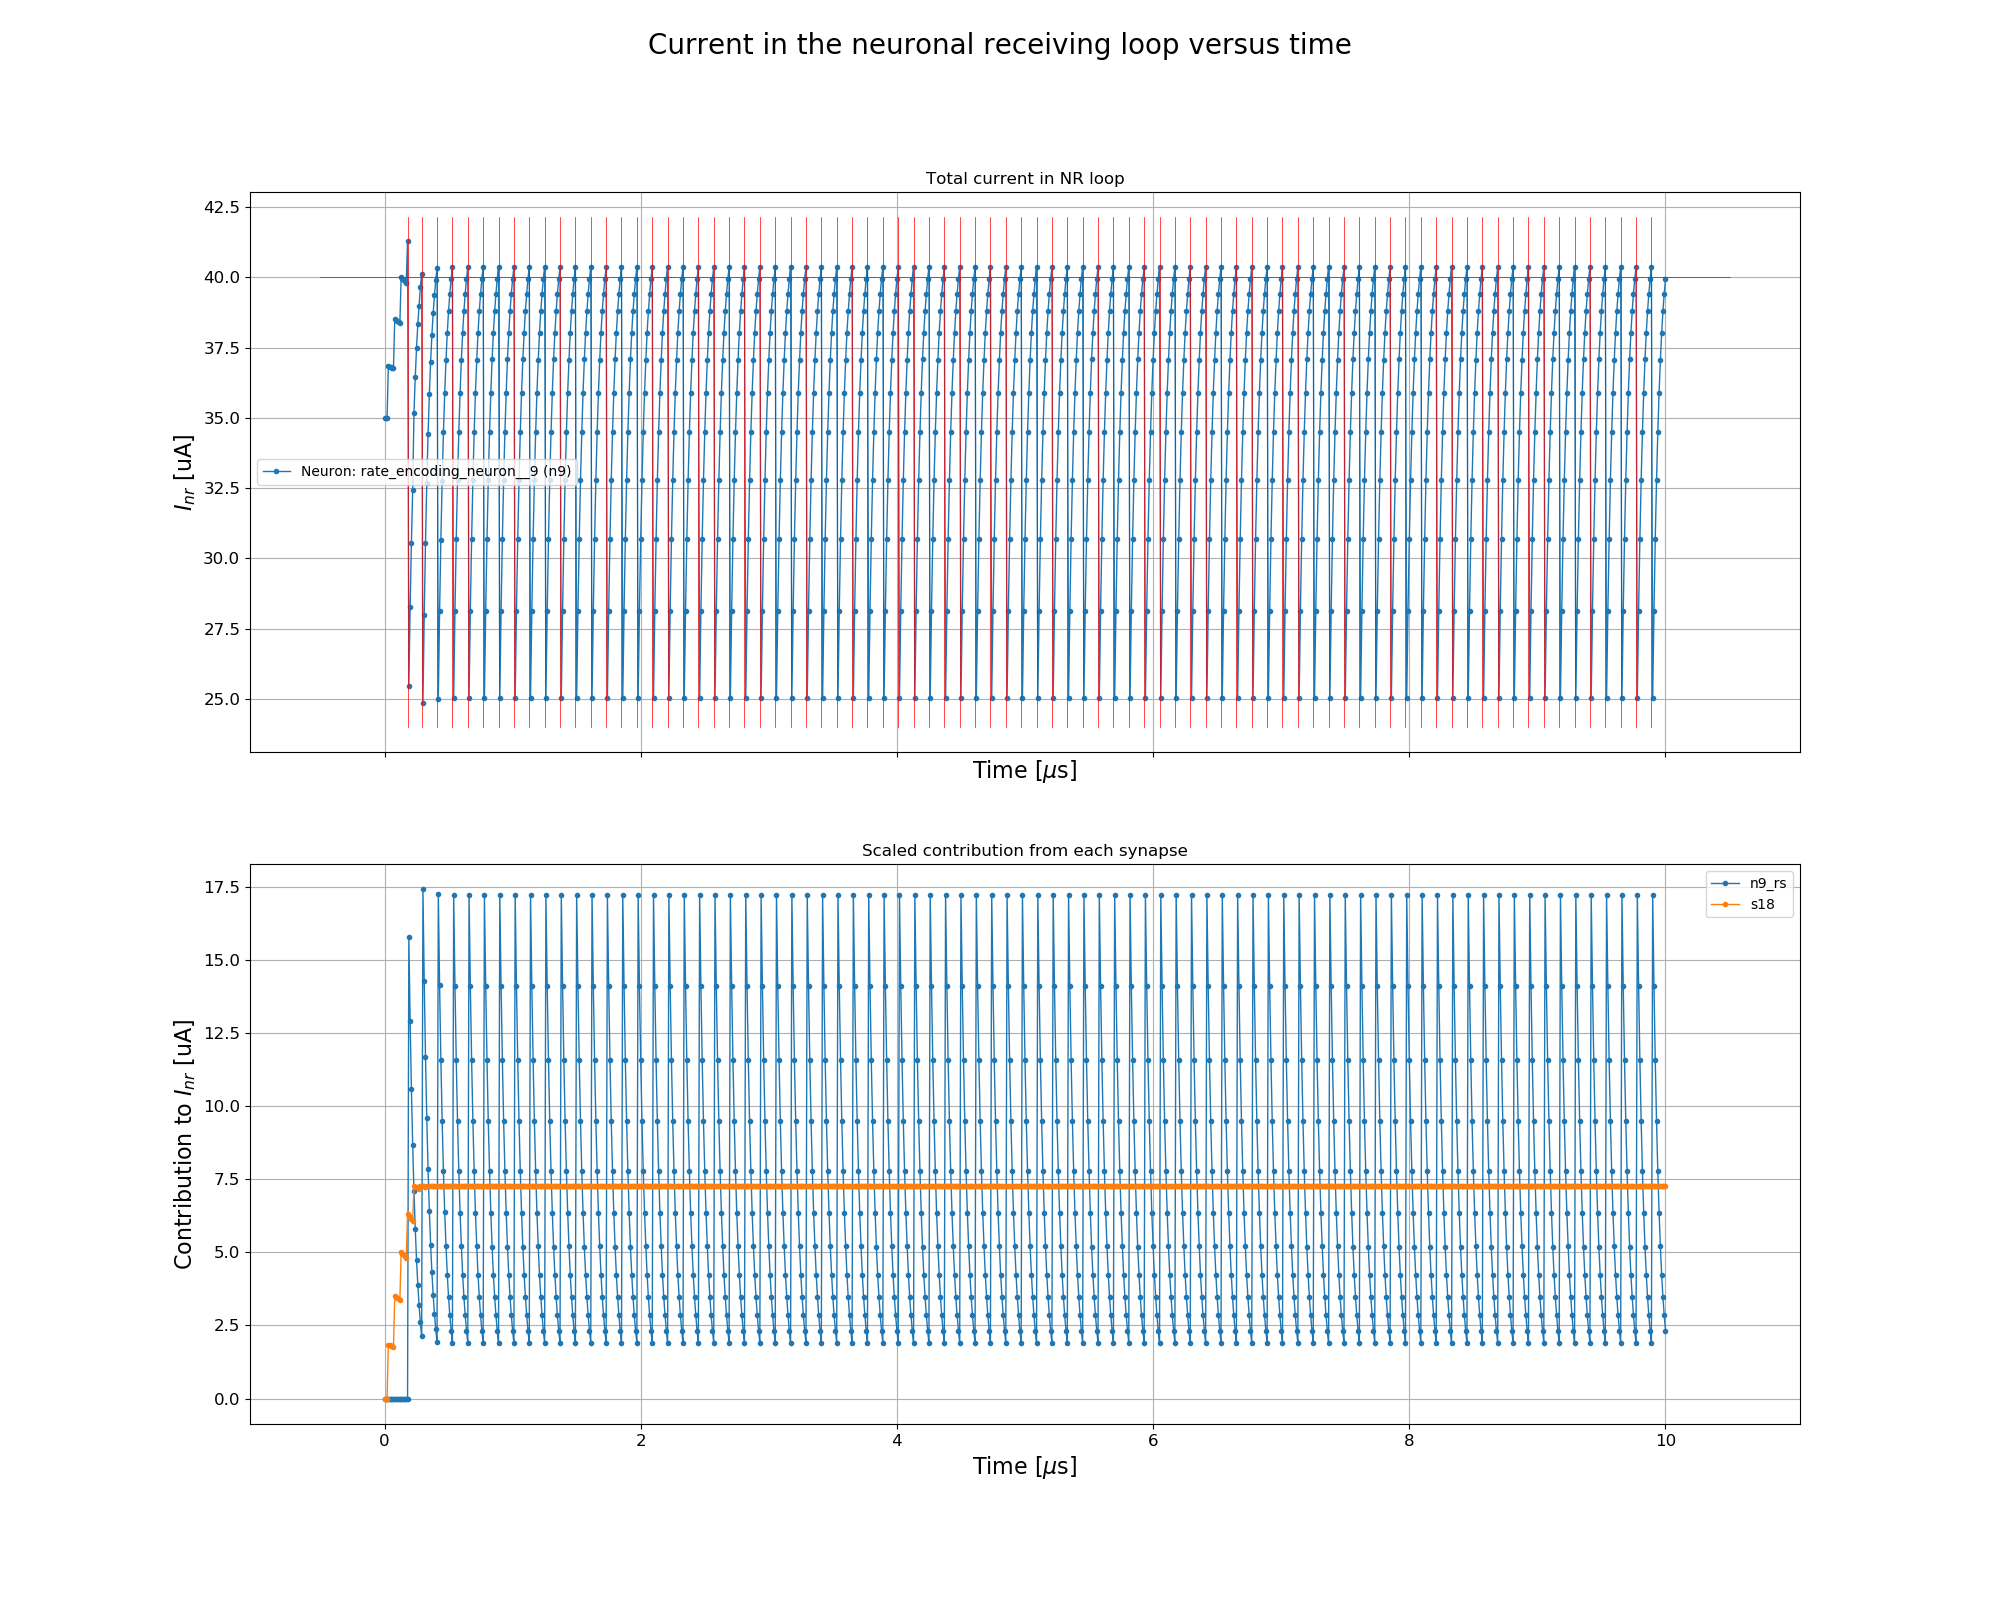 Current in the neuronal receiving loop versus time
Total current in NR loop
42.5
40.0
37.5
35.0
32.5
30.0
27.5
25.0
I_nr [uA]
Neuron: rate_encoding_neuron__9 (n9)
Time [μs]
Scaled contribution from each synapse
17.5
15.0
12.5
10.0
7.5
5.0
2.5
0.0
Contribution to I_nr [uA]
n9_rs
s18
0 2 4 6 8 10
Time [μs]